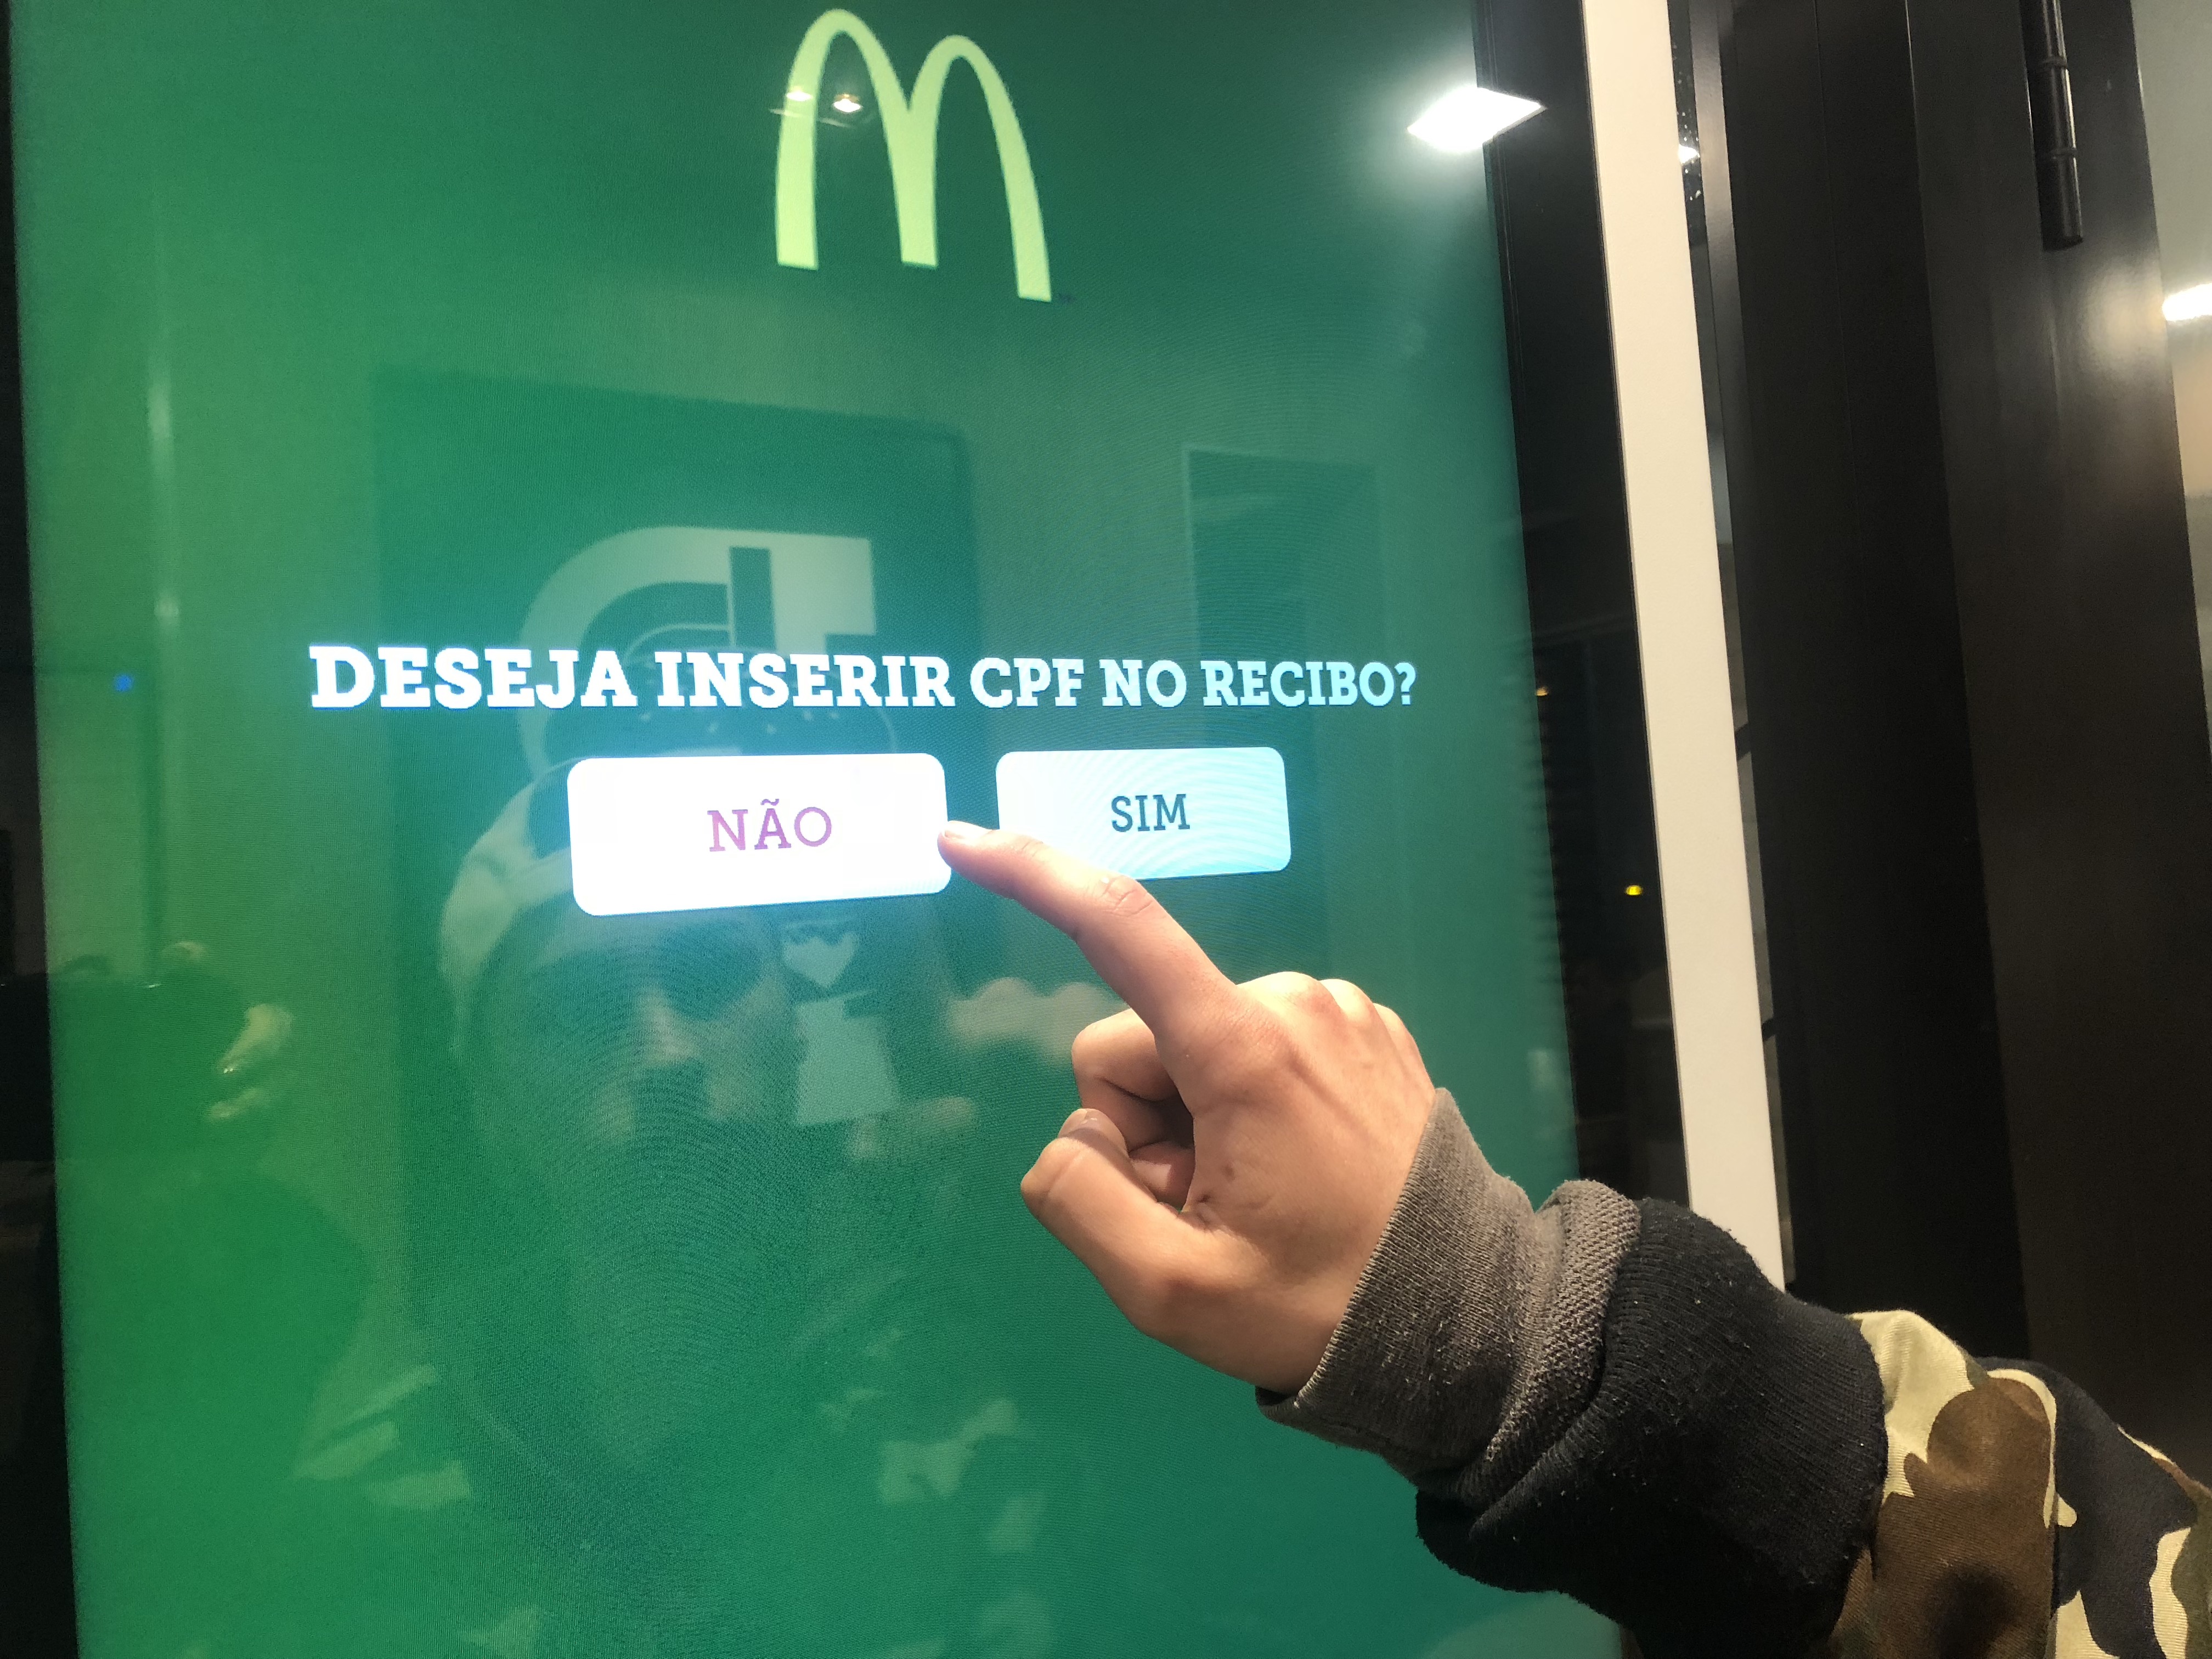 DESEJA INSERIR CPF NO RECIBO?
NÃO
SIM